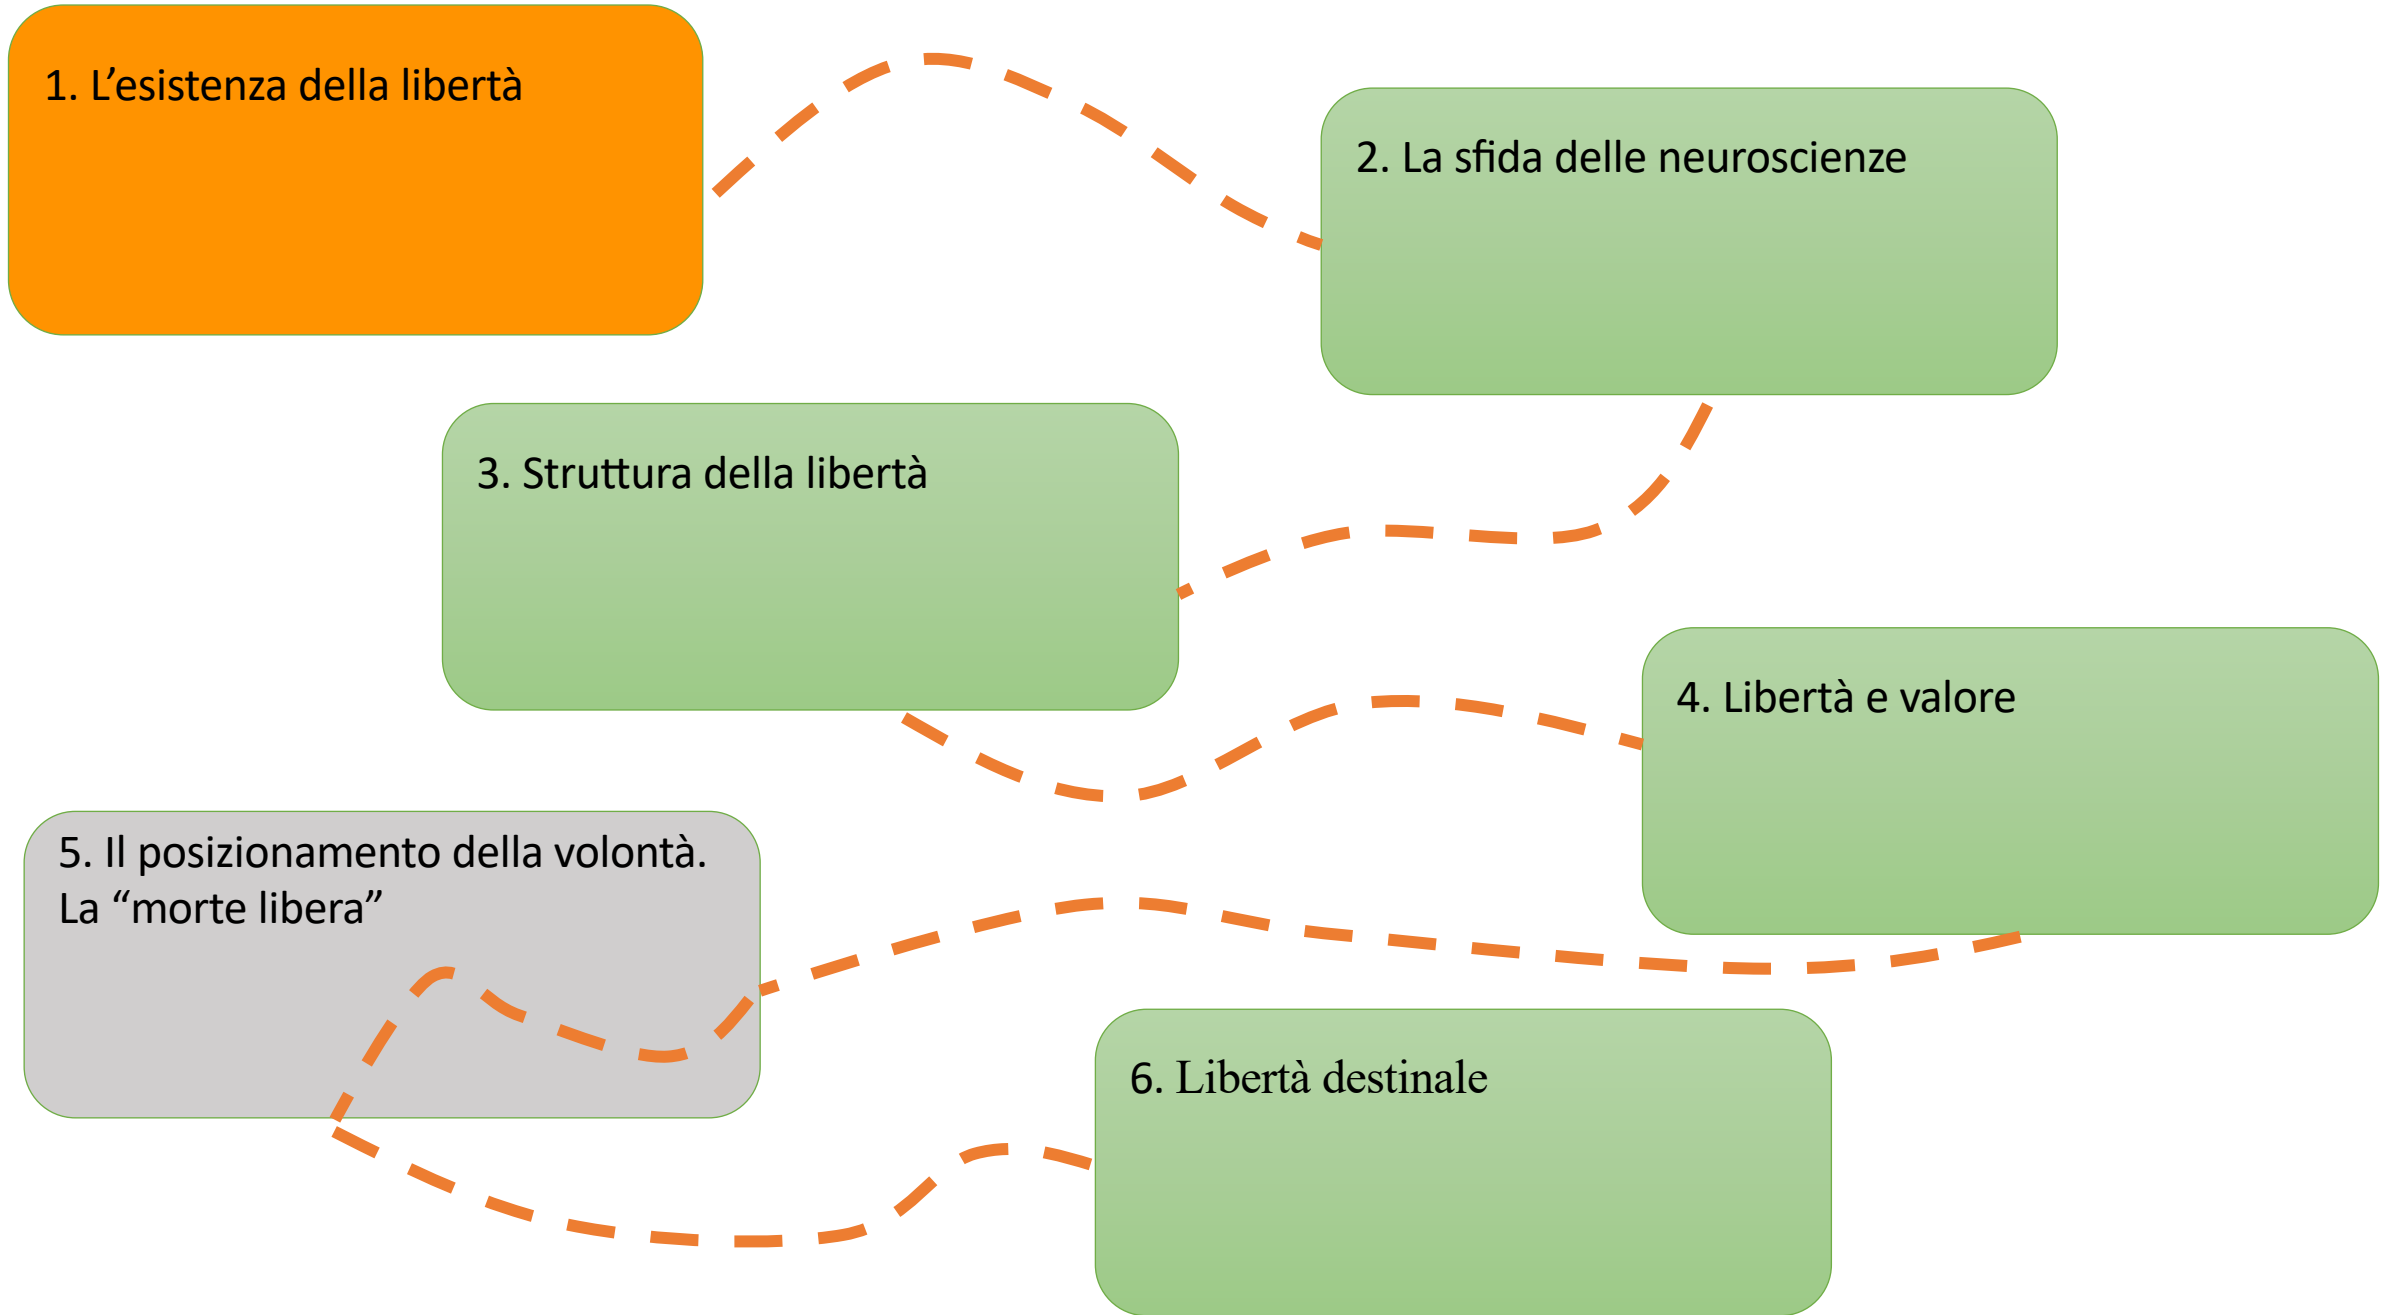 1. L’esistenza della libertà
2. La sfida delle neuroscienze
3. Struttura della libertà
4. Libertà e valore
5. Il posizionamento della volontà.
La “morte libera”
6. Libertà destinale